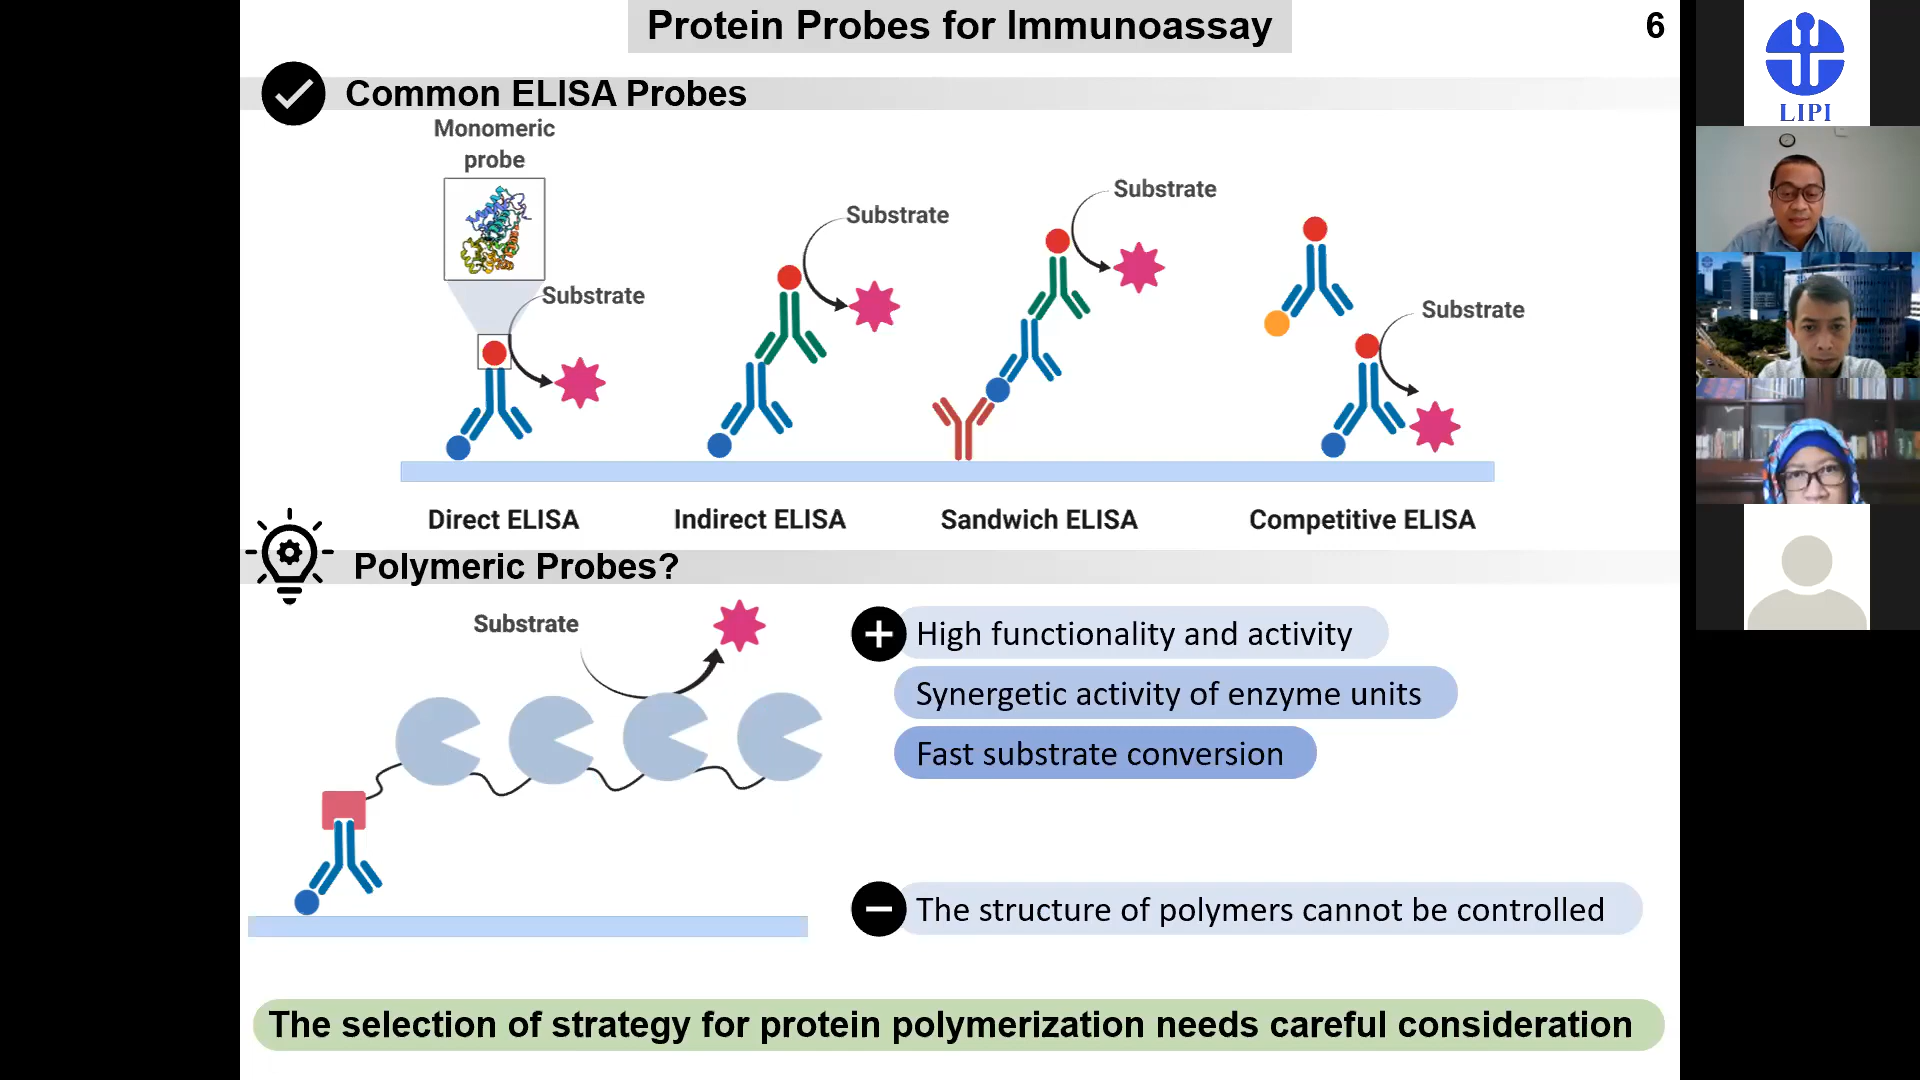 Protein Probes for Immunoassay
6
Common ELISA Probes
Monomeric
probe
Substrate
Substrate
Substrate
Substrate
Direct ELISA
Indirect ELISA
Sandwich ELISA
Competitive ELISA
Polymeric Probes?
Substrate
High functionality and activity
Synergetic activity of enzyme units
Fast substrate conversion
The structure of polymers cannot be controlled
The selection of strategy for protein polymerization needs careful consideration
LIPI